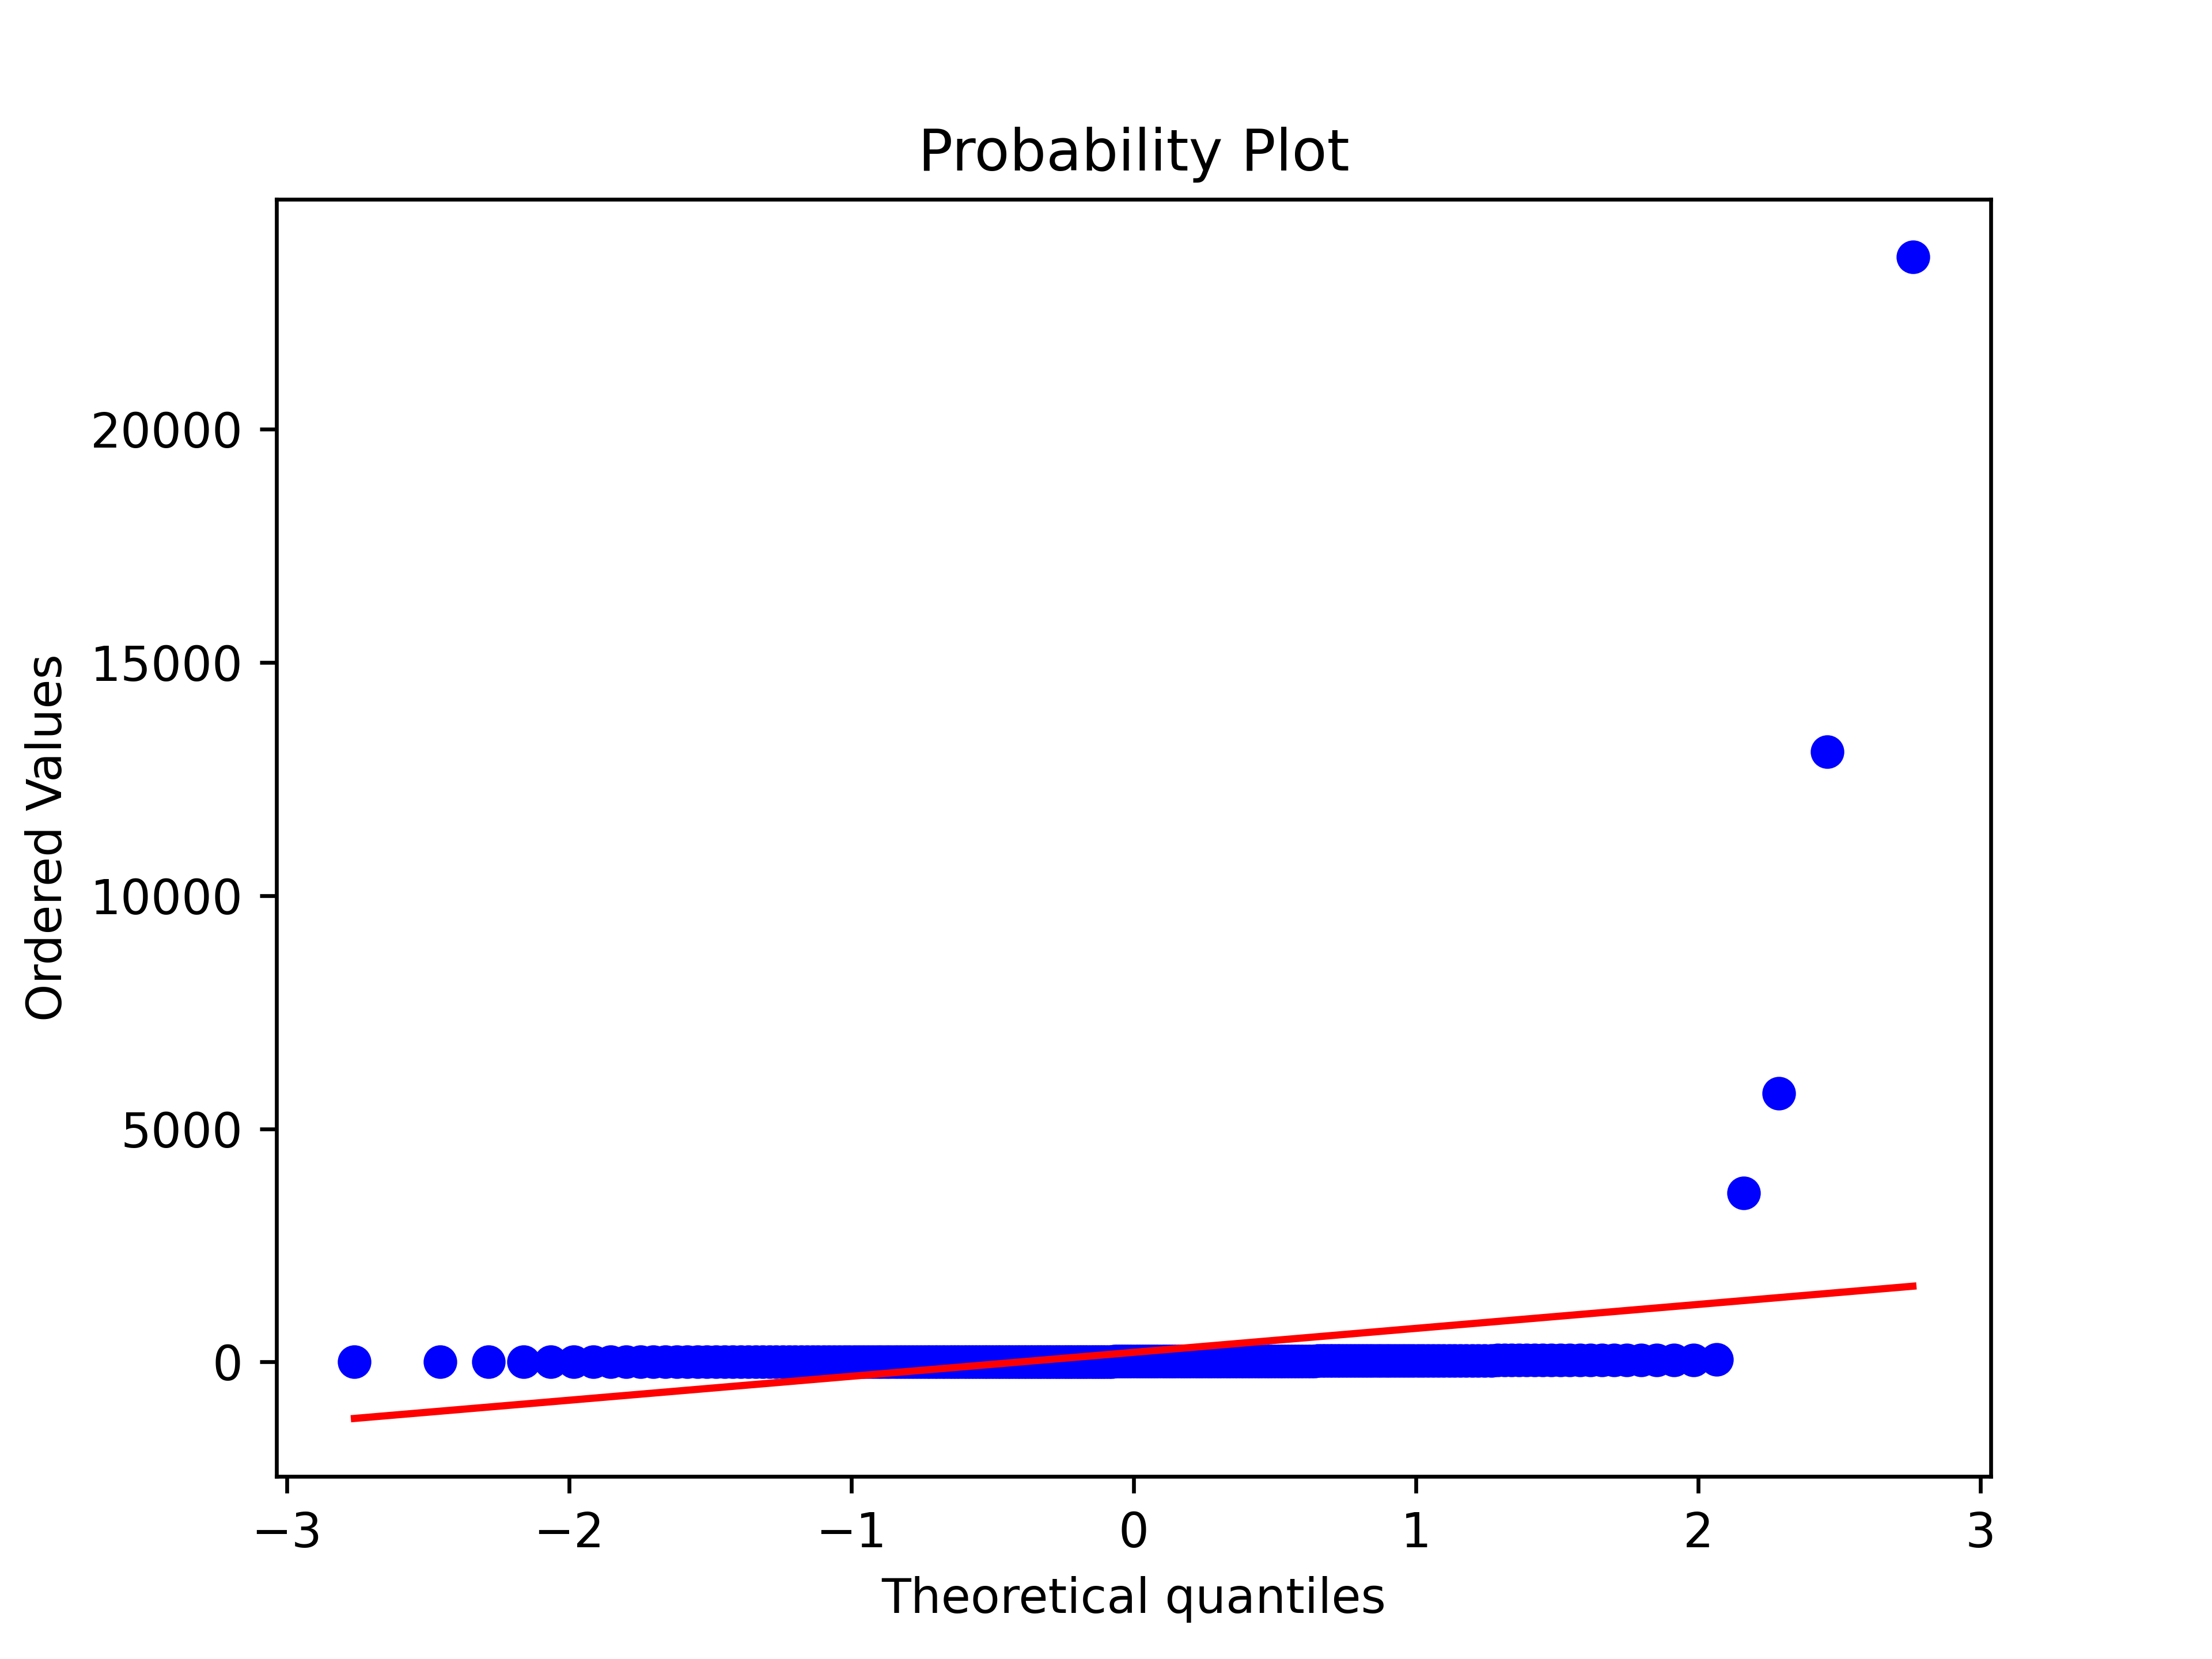 Probability Plot
Ordered Values
20000
15000
10000
5000
0
−3 −2 −1 0 1 2 3
Theoretical quantiles